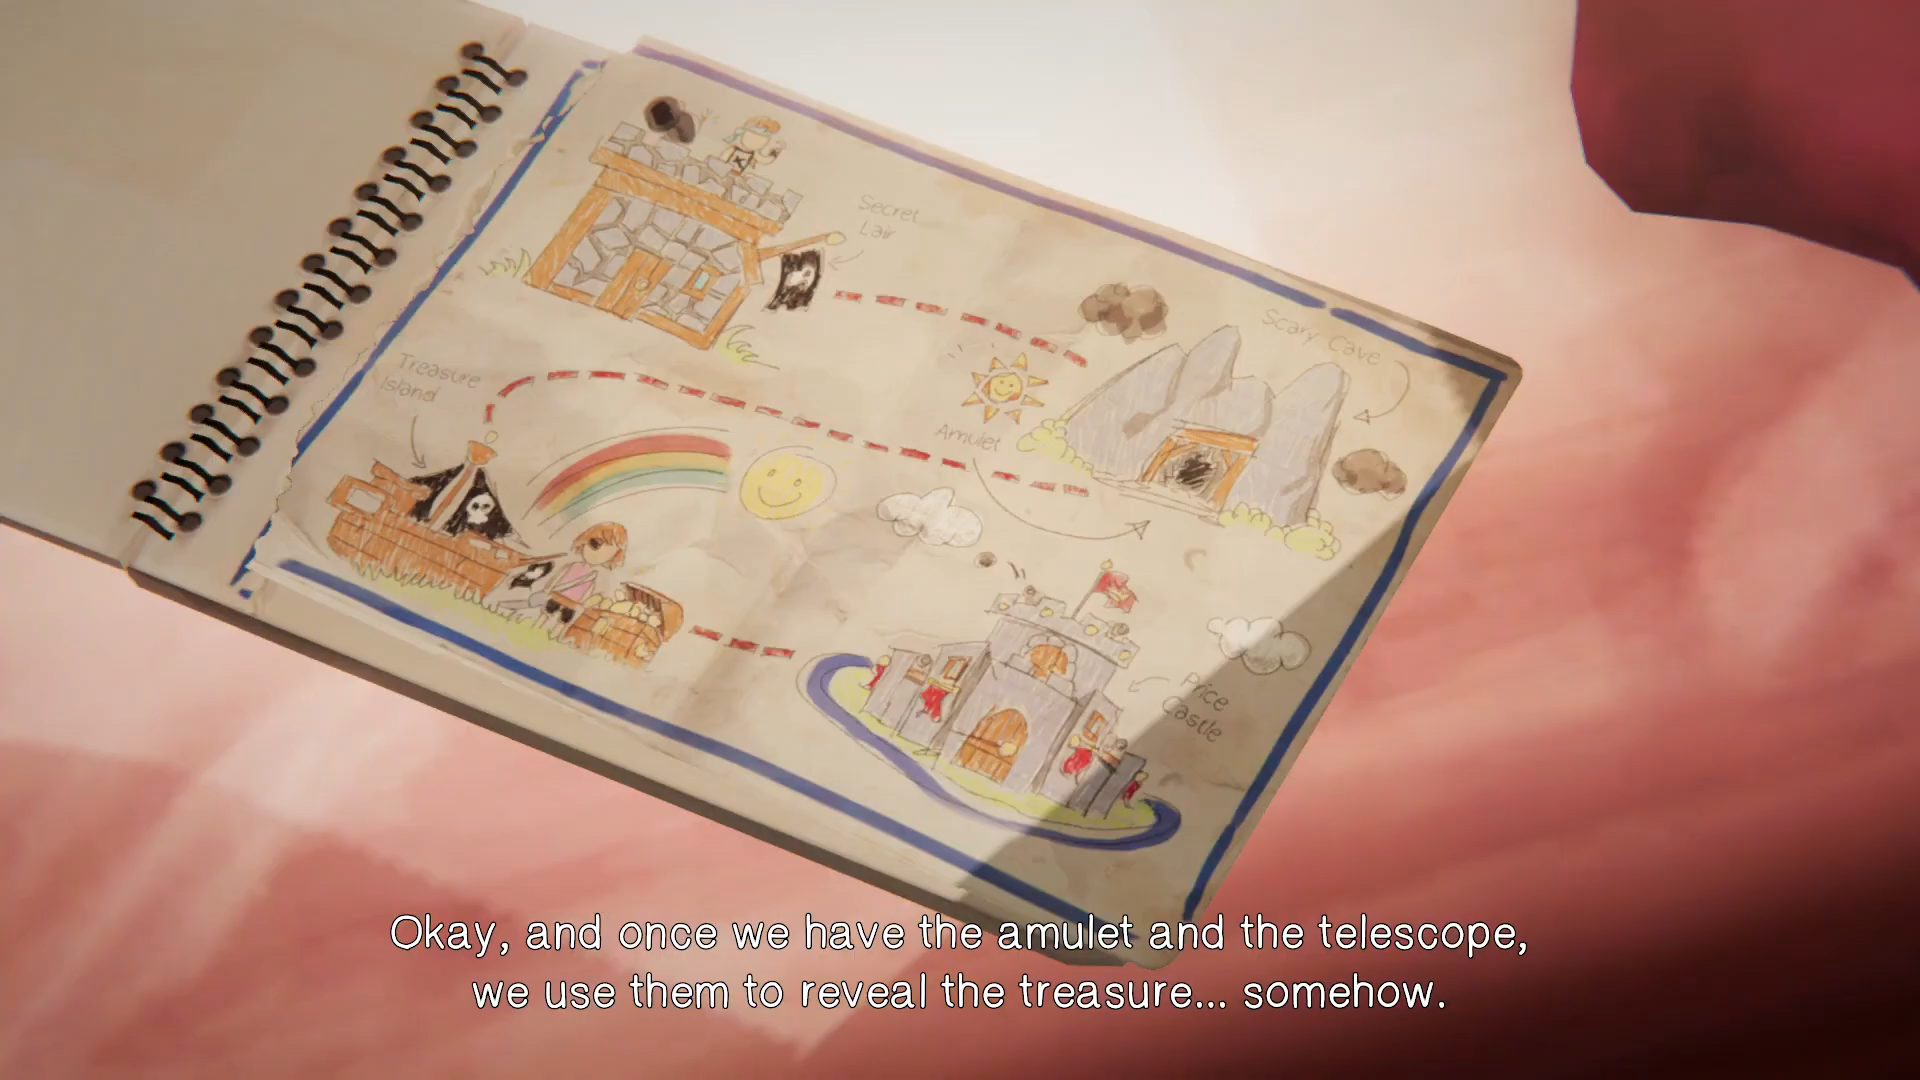 Secret
Lair
Scary Cave
Treasure
Island
Amulet
Price
Castle
Okay, and once we have the amulet and the telescope,
we use them to reveal the treasure... somehow.